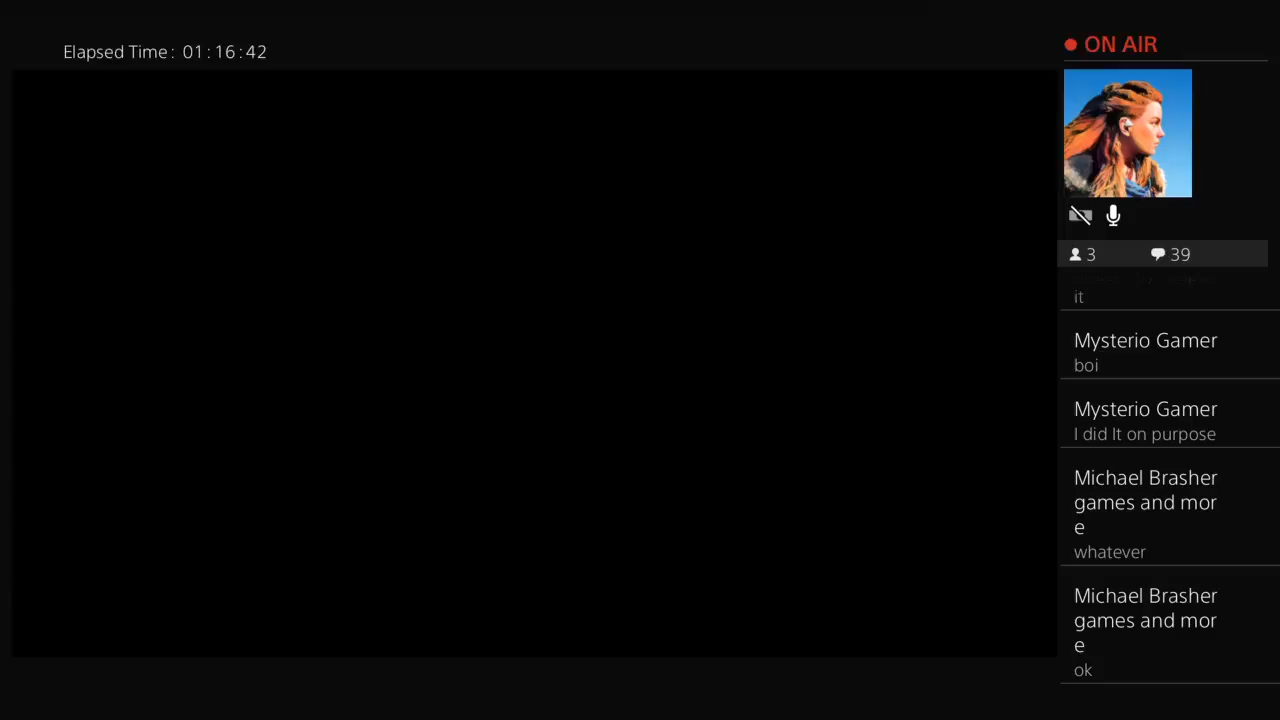 Elapsed Time: 01:16:42
ON AIR
3 39
it
Mysterio Gamer
boi
Mysterio Gamer
I did It on purpose
Michael Brasher
games and mor
e
whatever
Michael Brasher
games and mor
e
ok